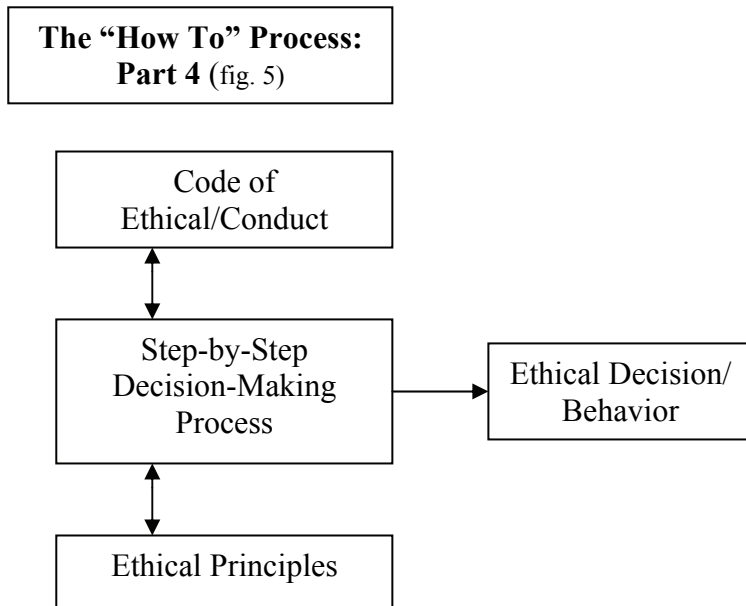 The “How To” Process:
Part 4 (fig. 5)
Code of
Ethical/Conduct
Step-by-Step
Decision-Making
Process
Ethical Decision/
Behavior
Ethical Principles